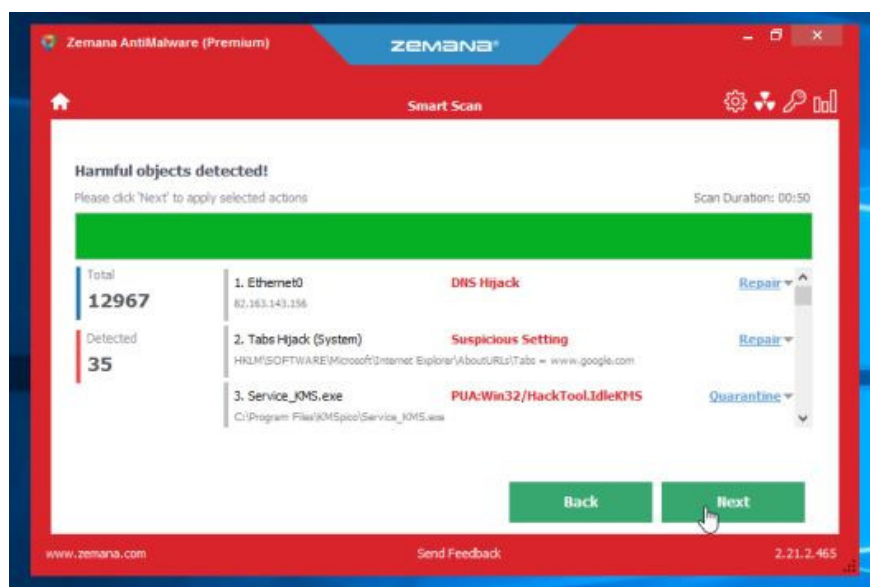 Zemana AntiMalware (Premium)
zemana
Smart Scan
Harmful objects detected!
Please click 'Next' to apply selected actions
Scan Duration: 00:50
Total
12967
Detected
35
1. Ethernet0
DNS Hijack
Repair
82.163.143.156
2. Tabs Hijack (System)
Suspicious Setting
Repair
HKLM\SOFTWARE\Microsoft\Internet Explorer\AboutURLs\Tabs = www.google.com
3. Service_KMS.exe
PUA:Win32/HackTool.IdleKMS
Quarantine
C:\Program Files\KMSpico\Service_KMS.exe
Back
Next
www.zemana.com
Send Feedback
2.21.2.465